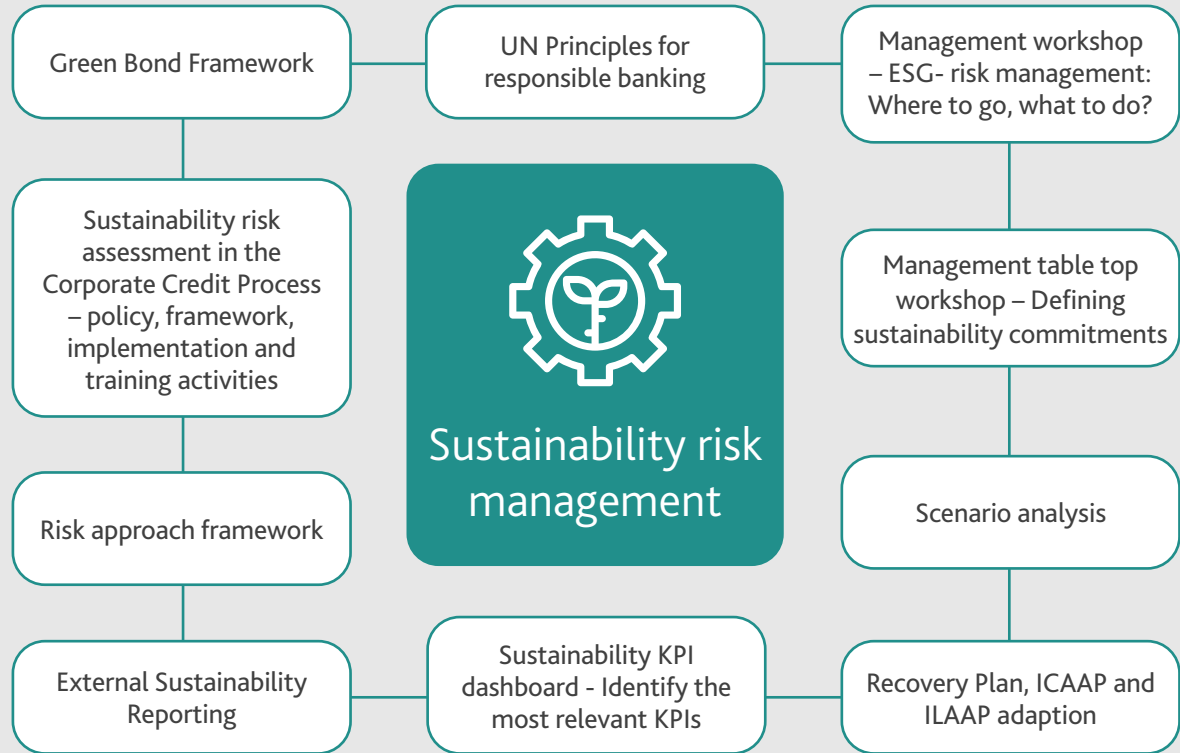 Green Bond Framework
UN Principles for
responsible banking
Management workshop
– ESG- risk management:
Where to go, what to do?
Sustainability risk
assessment in the
Corporate Credit Process
– policy, framework,
implementation and
training activities
Sustainability risk
management
Management table top
workshop – Defining
sustainability commitments
Risk approach framework
Scenario analysis
External Sustainability
Reporting
Sustainability KPI
dashboard - Identify the
most relevant KPIs
Recovery Plan, ICAAP and
ILAAP adaption